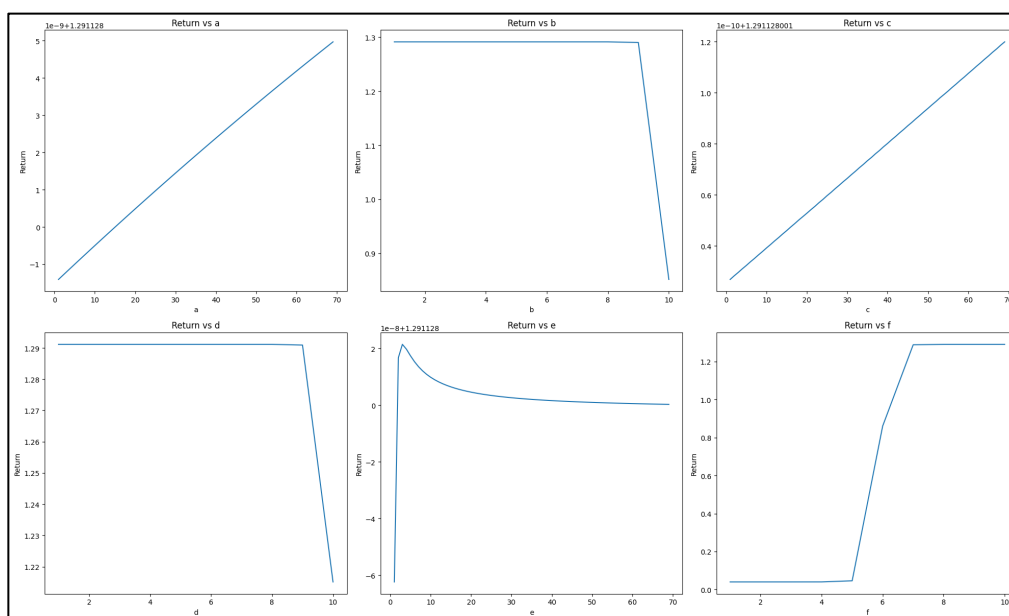 Return vs a
1e-9+1.291128
5
4
3
2
1
0
-1
Return
0 10 20 30 40 50 60 70
a
Return vs b
1.3
1.2
1.1
1.0
0.9
Return
2 4 6 8 10
b
Return vs c
1e-10+1.291128001
1.2
1.0
0.8
0.6
0.4
Return
0 10 20 30 40 50 60 70
c
Return vs d
1.29
1.28
1.27
1.26
1.25
1.24
1.23
1.22
Return
2 4 6 8 10
d
Return vs e
1e-8+1.291128
2
0
-2
-4
-6
Return
0 10 20 30 40 50 60 70
e
Return vs f
1.2
1.0
0.8
0.6
0.4
0.2
0.0
Return
2 4 6 8 10
f